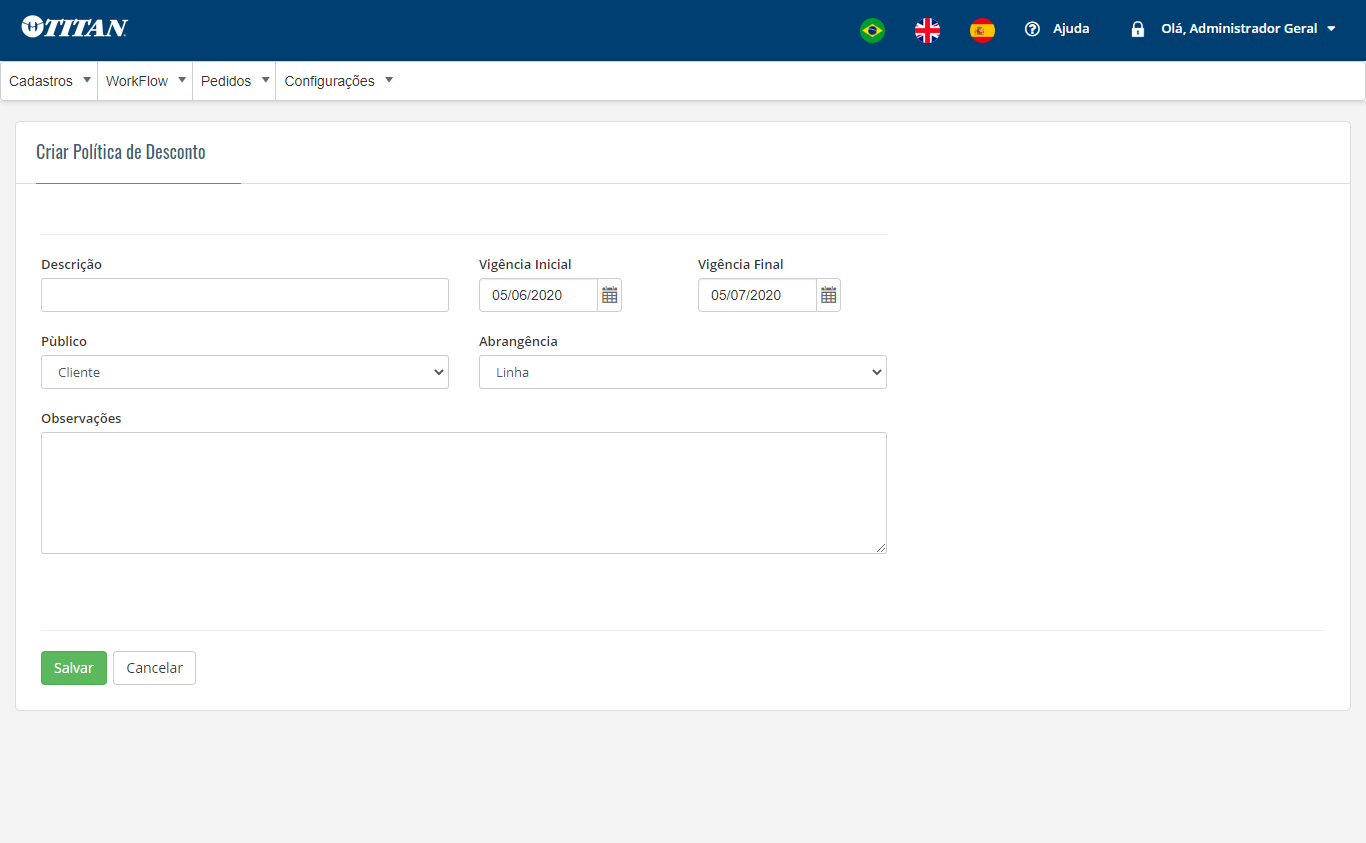 TITAN
Ajuda
Olá, Administrador Geral
Cadastros
WorkFlow
Pedidos
Configurações
Criar Política de Desconto
Descrição
Vigência Inicial
Vigência Final
05/06/2020
05/07/2020
Pùblico
Abrangência
Cliente
Linha
Observações
Salvar
Cancelar